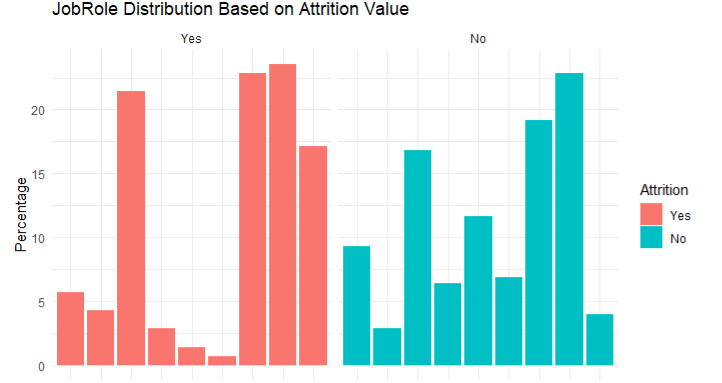 JobRole Distribution Based on Attrition Value
Yes
No
20
15
10
5
0
Percentage
Attrition
Yes
No